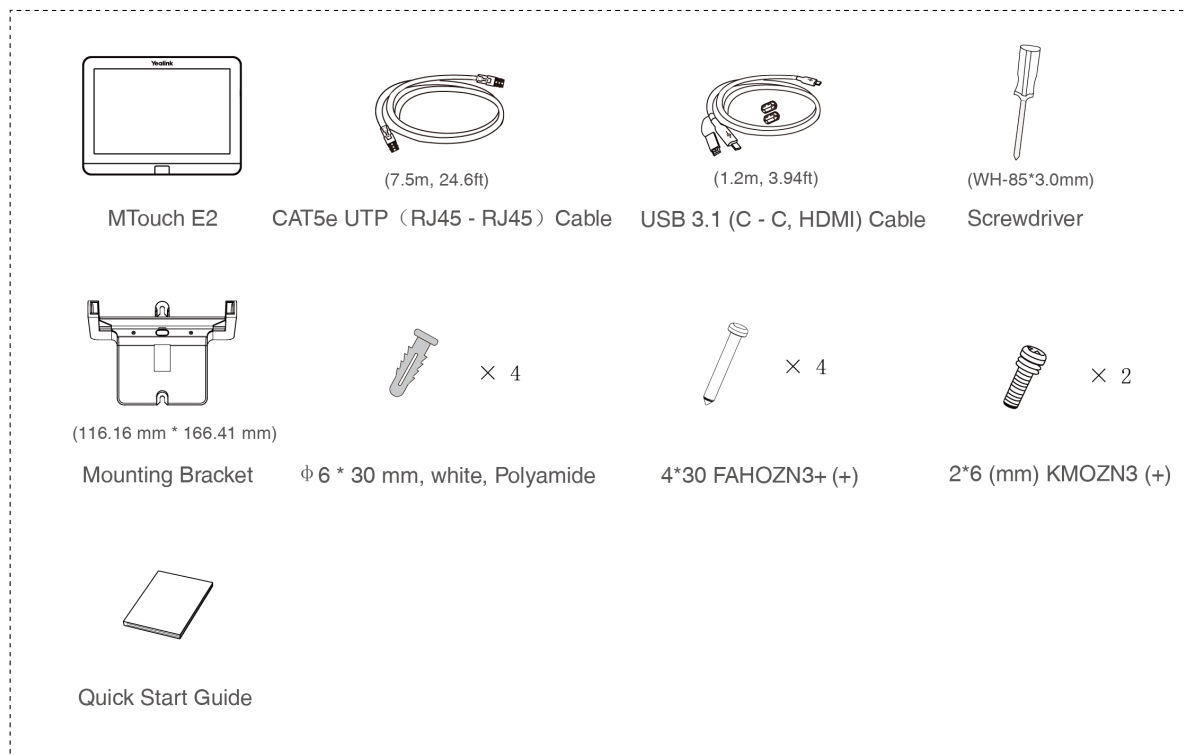 Yealink
(7.5m, 24.6ft)
(1.2m, 3.94ft)
(WH-85*3.0mm)
MTouch E2
CAT5e UTP（RJ45 - RJ45）Cable
USB 3.1 (C - C, HDMI) Cable
Screwdriver
× 4
× 4
× 2
(116.16 mm * 166.41 mm)
Mounting Bracket
φ6 * 30 mm, white, Polyamide
4*30 FAHOZN3+ (+)
2*6 (mm) KMOZN3 (+)
Quick Start Guide